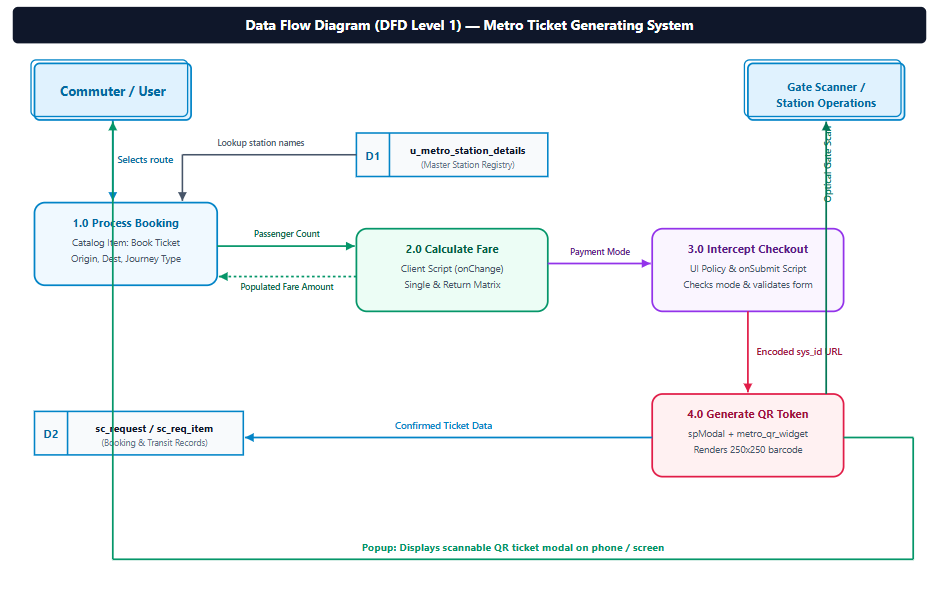 Data Flow Diagram (DFD Level 1) — Metro Ticket Generating System
Commuter / User
Gate Scanner /
Station Operations
Lookup station names
D1
u_metro_station_details
(Master Station Registry)
Selects route
Optical Gate Scan
1.0 Process Booking
Catalog Item: Book Ticket
Origin, Dest, Journey Type
Passenger Count
Populated Fare Amount
2.0 Calculate Fare
Client Script (onChange)
Single & Return Matrix
Payment Mode
3.0 Intercept Checkout
UI Policy & onSubmit Script
Checks mode & validates form
Encoded sys_id URL
D2
sc_request / sc_req_item
(Booking & Transit Records)
Confirmed Ticket Data
4.0 Generate QR Token
spModal + metro_qr_widget
Renders 250x250 barcode
Popup: Displays scannable QR ticket modal on phone / screen